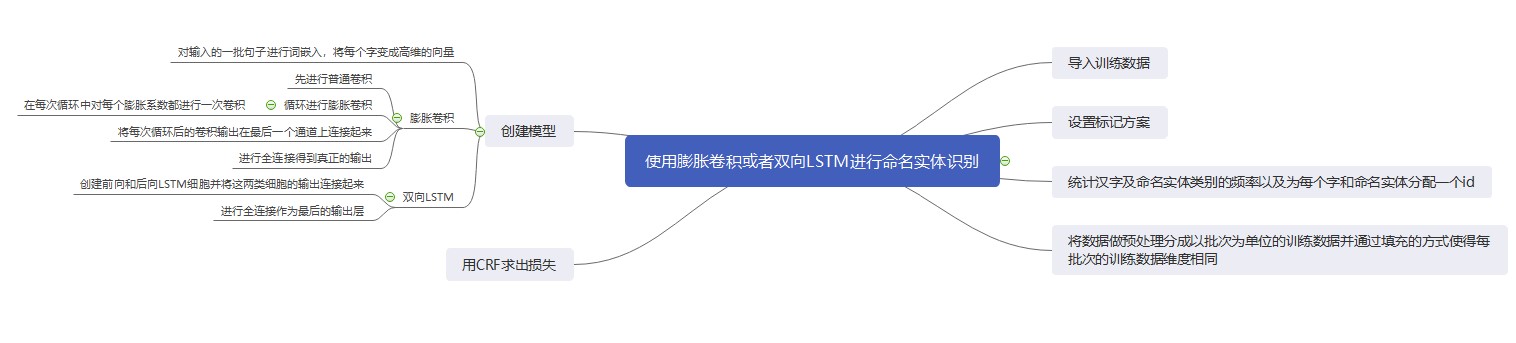 使用膨胀卷积或者双向LSTM进行命名实体识别
导入训练数据
设置标记方案
统计汉字及命名实体类别的频率以及为每个字和命名实体分配一个id
将数据做预处理分成以批次为单位的训练数据并通过填充的方式使得每
批次的训练数据维度相同
创建模型
对输入的一批句子进行词嵌入，将每个字变成高维的向量
膨胀卷积
先进行普通卷积
循环进行膨胀卷积
在每次循环中对每个膨胀系数都进行一次卷积
将每次循环后的卷积输出在最后一个通道上连接起来
进行全连接得到真正的输出
双向LSTM
创建前向和后向LSTM细胞并将这两类细胞的输出连接起来
进行全连接作为最后的输出层
用CRF求出损失